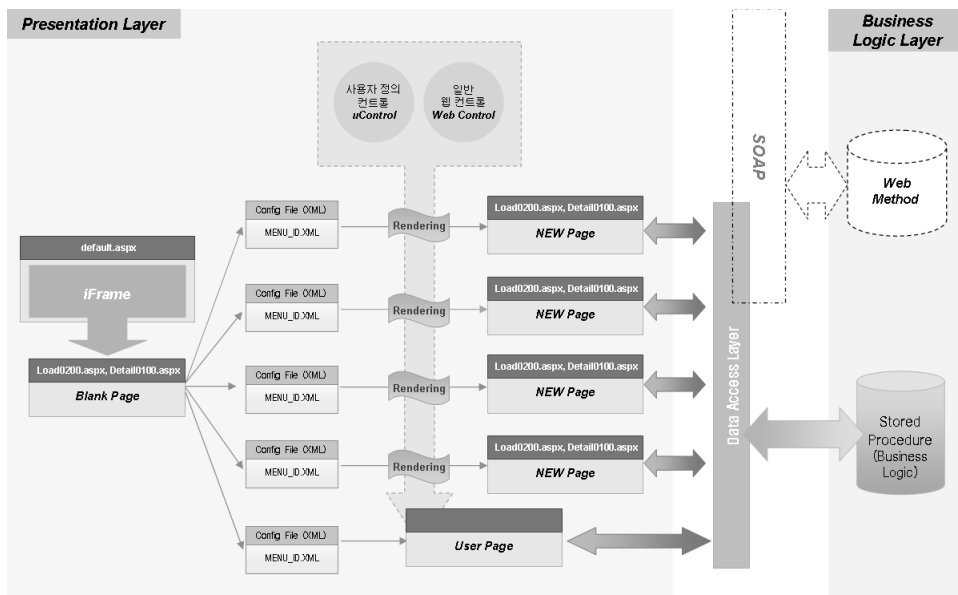 Presentation Layer
Business
Logic Layer
사용자 정의
컨트롤
uControl
일반
웹 컨트롤
Web Control
SOAP
Web
Method
default.aspx
iFrame
Load0200.aspx, Detail0100.aspx
Blank Page
Config File (XML)
MENU_ID.XML
Rendering
Load0200.aspx, Detail0100.aspx
NEW Page
Config File (XML)
MENU_ID.XML
Rendering
Load0200.aspx, Detail0100.aspx
NEW Page
Config File (XML)
MENU_ID.XML
Rendering
Load0200.aspx, Detail0100.aspx
NEW Page
Config File (XML)
MENU_ID.XML
Rendering
Load0200.aspx, Detail0100.aspx
NEW Page
Config File (XML)
MENU_ID.XML
User Page
Data Access Layer
Stored
Procedure
(Business
Logic)